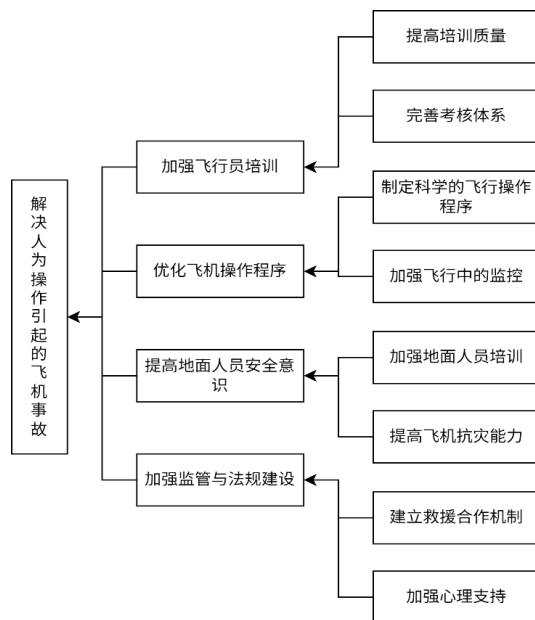 解决人为操作引起的飞机事故
加强飞行员培训
提高培训质量
完善考核体系
优化飞机操作程序
制定科学的飞行操作
程序
加强飞行中的监控
提高地面人员安全意
识
加强地面人员培训
提高飞机抗灾能力
加强监管与法规建设
建立救援合作机制
加强心理支持